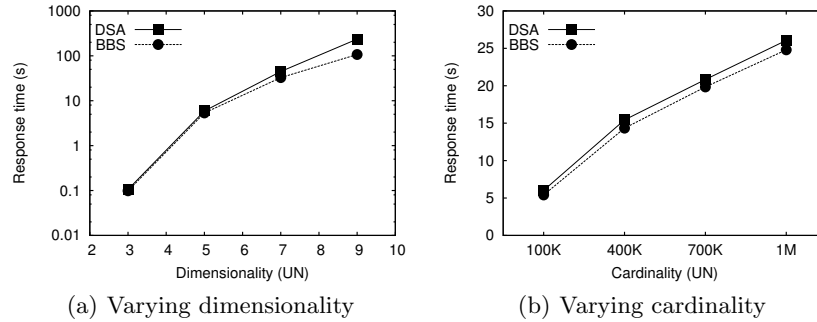 DSA
BBS
Response time (s)
1000
100
10
1
0.1
0.01
2 3 4 5 6 7 8 9 10
Dimensionality (UN)
(a) Varying dimensionality
DSA
BBS
Response time (s)
30
25
20
15
10
5
0
100K 400K 700K 1M
Cardinality (UN)
(b) Varying cardinality